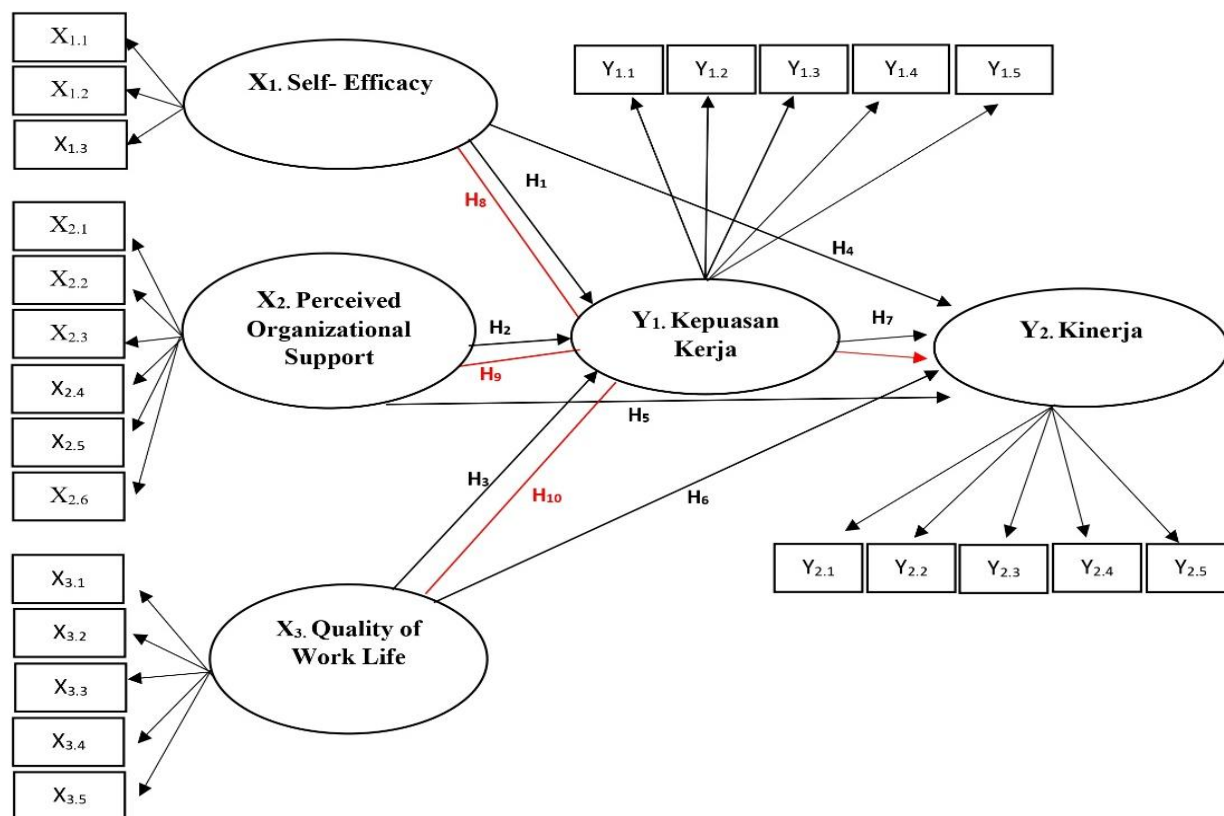 X1.1
X1.2
X1.3
X1. Self- Efficacy
Y1.1
Y1.2
Y1.3
Y1.4
Y1.5
H1
H8
H4
X2.1
X2.2
X2.3
X2.4
X2.5
X2.6
X2. Perceived
Organizational
Support
H2
H9
Y1. Kepuasan
Kerja
H7
Y2. Kinerja
H5
H3
H10
H6
X3.1
X3.2
X3.3
X3.4
X3.5
X3. Quality of
Work Life
Y2.1
Y2.2
Y2.3
Y2.4
Y2.5